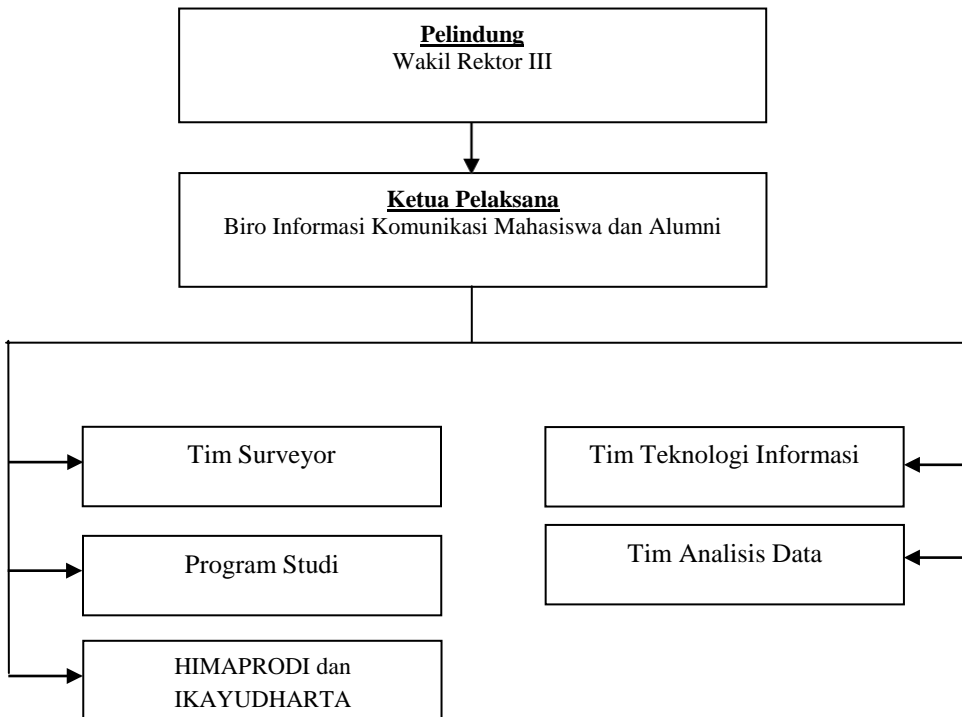 Pelindung
Wakil Rektor III
Ketua Pelaksana
Biro Informasi Komunikasi Mahasiswa dan Alumni
Tim Surveyor
Tim Teknologi Informasi
Program Studi
Tim Analisis Data
HIMAPRODI dan
IKAYUDHARTA